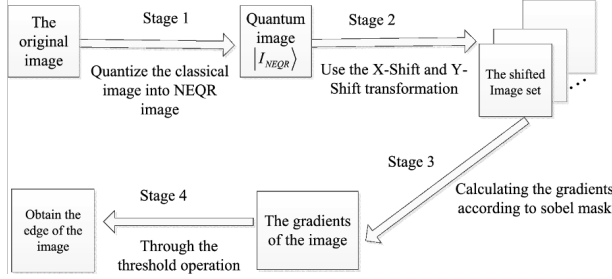 The
original
image
Stage 1
Quantize the classical
image into NEQR
image
Quantum
image
|I_NEQR⟩
Stage 2
Use the X-Shift and Y-
Shift transformation
The shifted
Image set
Stage 3
Calculating the gradients
according to sobel mask
The gradients
of the image
Stage 4
Through the
threshold operation
Obtain the
edge of the
image